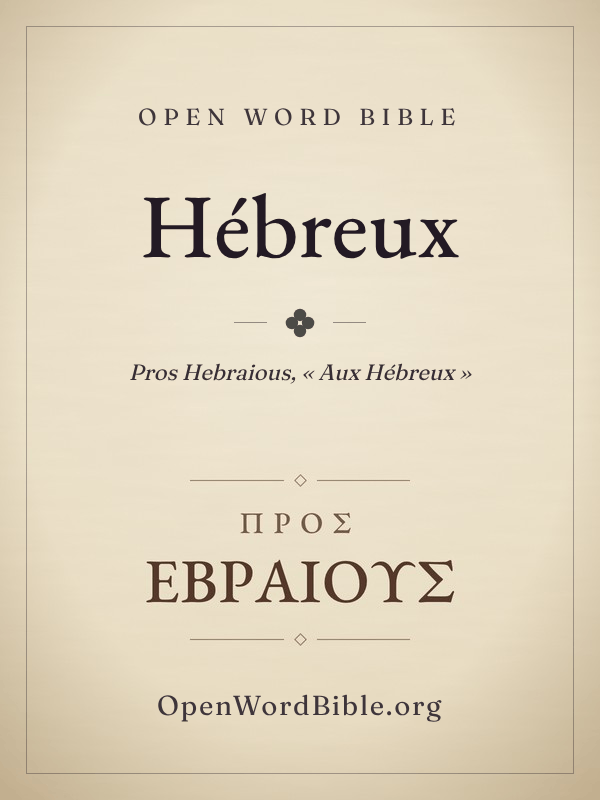 OPEN WORD BIBLE
Hébreux
Pros Hebraious, « Aux Hébreux »
ΠΡΟΣ
ΕΒΡΑΙΟΥΣ
OpenWordBible.org